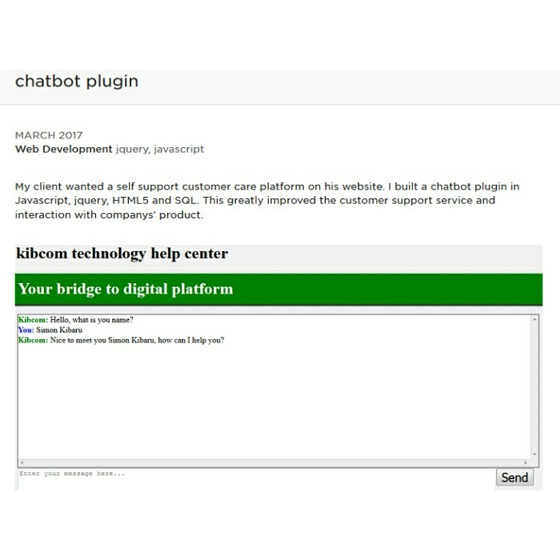 chatbot plugin
MARCH 2017
Web Development jquery, javascript
My client wanted a self support customer care platform on his website. I built a chatbot plugin in
Javascript, jquery, HTML5 and SQL. This greatly improved the customer support service and
interaction with companys' product.
kibcom technology help center
Your bridge to digital platform
Kibcom: Hello, what is you name?
You: Simon Kibaru
Kibcom: Nice to meet you Simon Kibaru, how can I help you?
Enter your message here...
Send